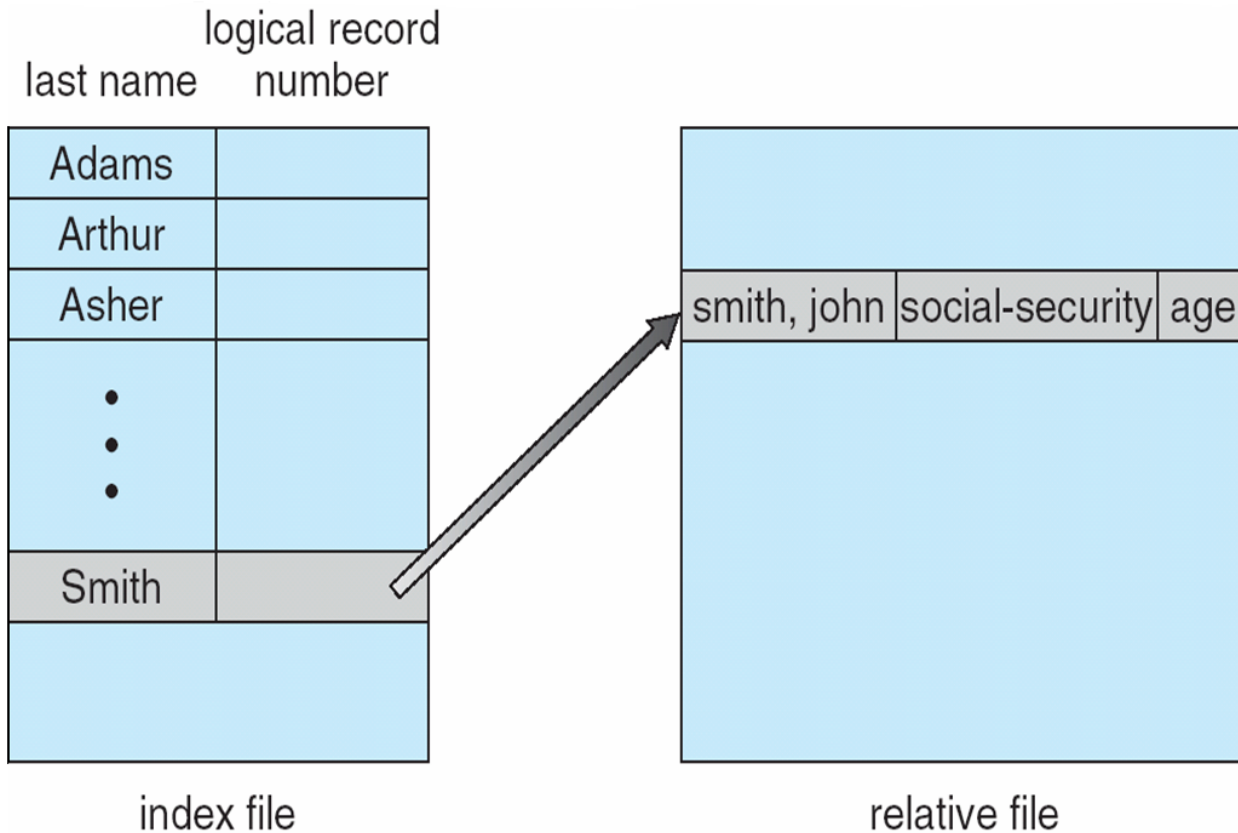 logical record
last name number
Adams
Arthur
Asher
Smith
smith, john social-security age
index file relative file